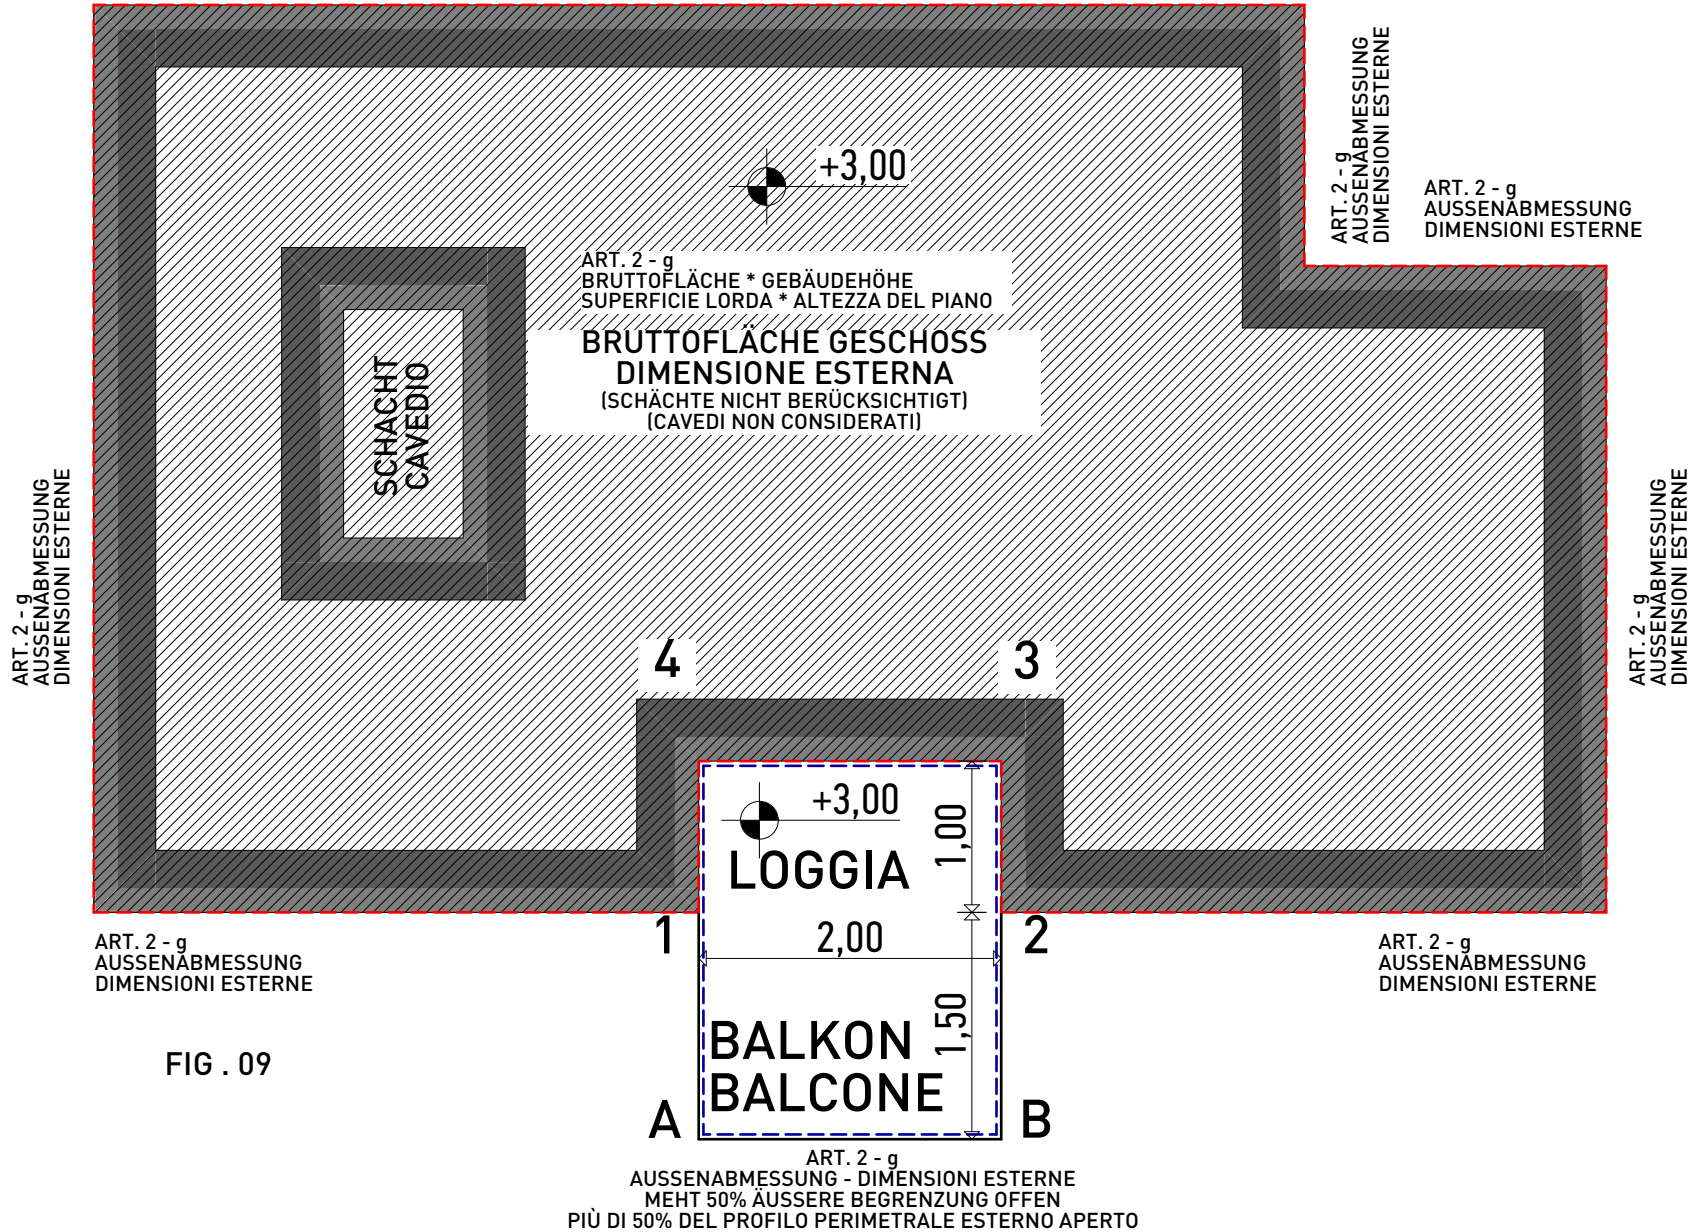 ART. 2 - g
AUSSENABMESSUNG
DIMENSIONI ESTERNE
ART. 2 - g
AUSSENABMESSUNG
DIMENSIONI ESTERNE
+3,00
ART. 2 - g
BRUTTOFLÄCHE * GEBÄUDEHÖHE
SUPERFICIE LORDA * ALTEZZA DEL PIANO
BRUTTOFLÄCHE GESCHOSS
DIMENSIONE ESTERNA
(SCHÄCHTE NICHT BERÜCKSICHTIGT)
(CAVEDI NON CONSIDERATI)
SCHACHT
CAVEDIO
ART. 2 - g
AUSSENABMESSUNG
DIMENSIONI ESTERNE
ART. 2 - g
AUSSENABMESSUNG
DIMENSIONI ESTERNE
4
3
+3,00
LOGGIA
1,00
1
2
2,00
ART. 2 - g
AUSSENABMESSUNG
DIMENSIONI ESTERNE
ART. 2 - g
AUSSENABMESSUNG
DIMENSIONI ESTERNE
1,50
BALKON
BALCONE
FIG . 09
A
B
ART. 2 - g
AUSSENABMESSUNG - DIMENSIONI ESTERNE
MEHT 50% ÄUSSERE BEGRENZUNG OFFEN
PIÙ DI 50% DEL PROFILO PERIMETRALE ESTERNO APERTO